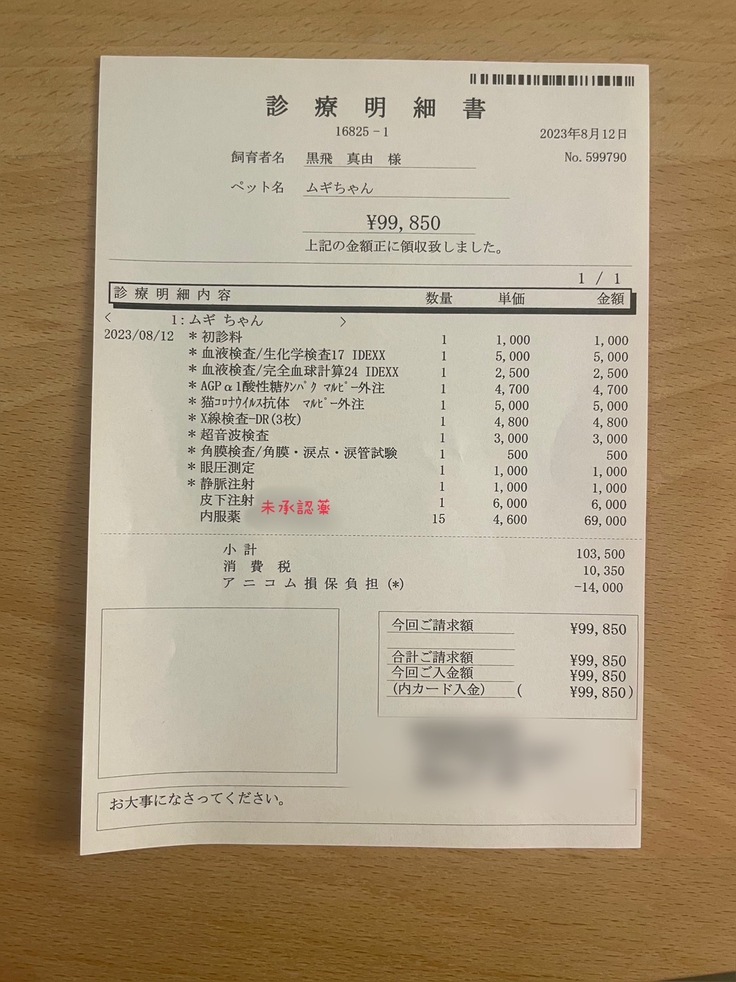 診療明細書
16825-1
2023年8月12日
飼育者名 黒飛 真由 様
No.599790
ペット名 ムギちゃん
¥99,850
上記の金額正に領収致しました。
1 / 1
診療明細内容 数量 単価 金額
< 1:ムギ ちゃん >
2023/08/12 *初診料 1 1,000 1,000
*血液検査/生化学検査17 IDEXX 1 5,000 5,000
*血液検査/完全血球計算24 IDEXX 1 2,500 2,500
*AGPα1酸性糖ﾀﾝﾊﾟｸ ﾏﾙﾋﾟｰ外注 1 4,700 4,700
*猫ｺﾛﾅｳｲﾙｽ抗体 ﾏﾙﾋﾟｰ外注 1 5,000 5,000
*X線検査-DR(3枚) 1 4,800 4,800
*超音波検査 1 3,000 3,000
*角膜検査/角膜・涙点・涙管試験 1 500 500
*眼圧測定 1 1,000 1,000
*静脈注射 1 1,000 1,000
皮下注射 1 6,000 6,000
未承認薬
内服薬 15 4,600 69,000
小計 103,500
消費税 10,350
アニコム損保負担(*) -14,000
今回ご請求額 ¥99,850
合計ご請求額 ¥99,850
今回ご入金額 ¥99,850
(内カード入金) ( ¥99,850)
お大事になさってください。